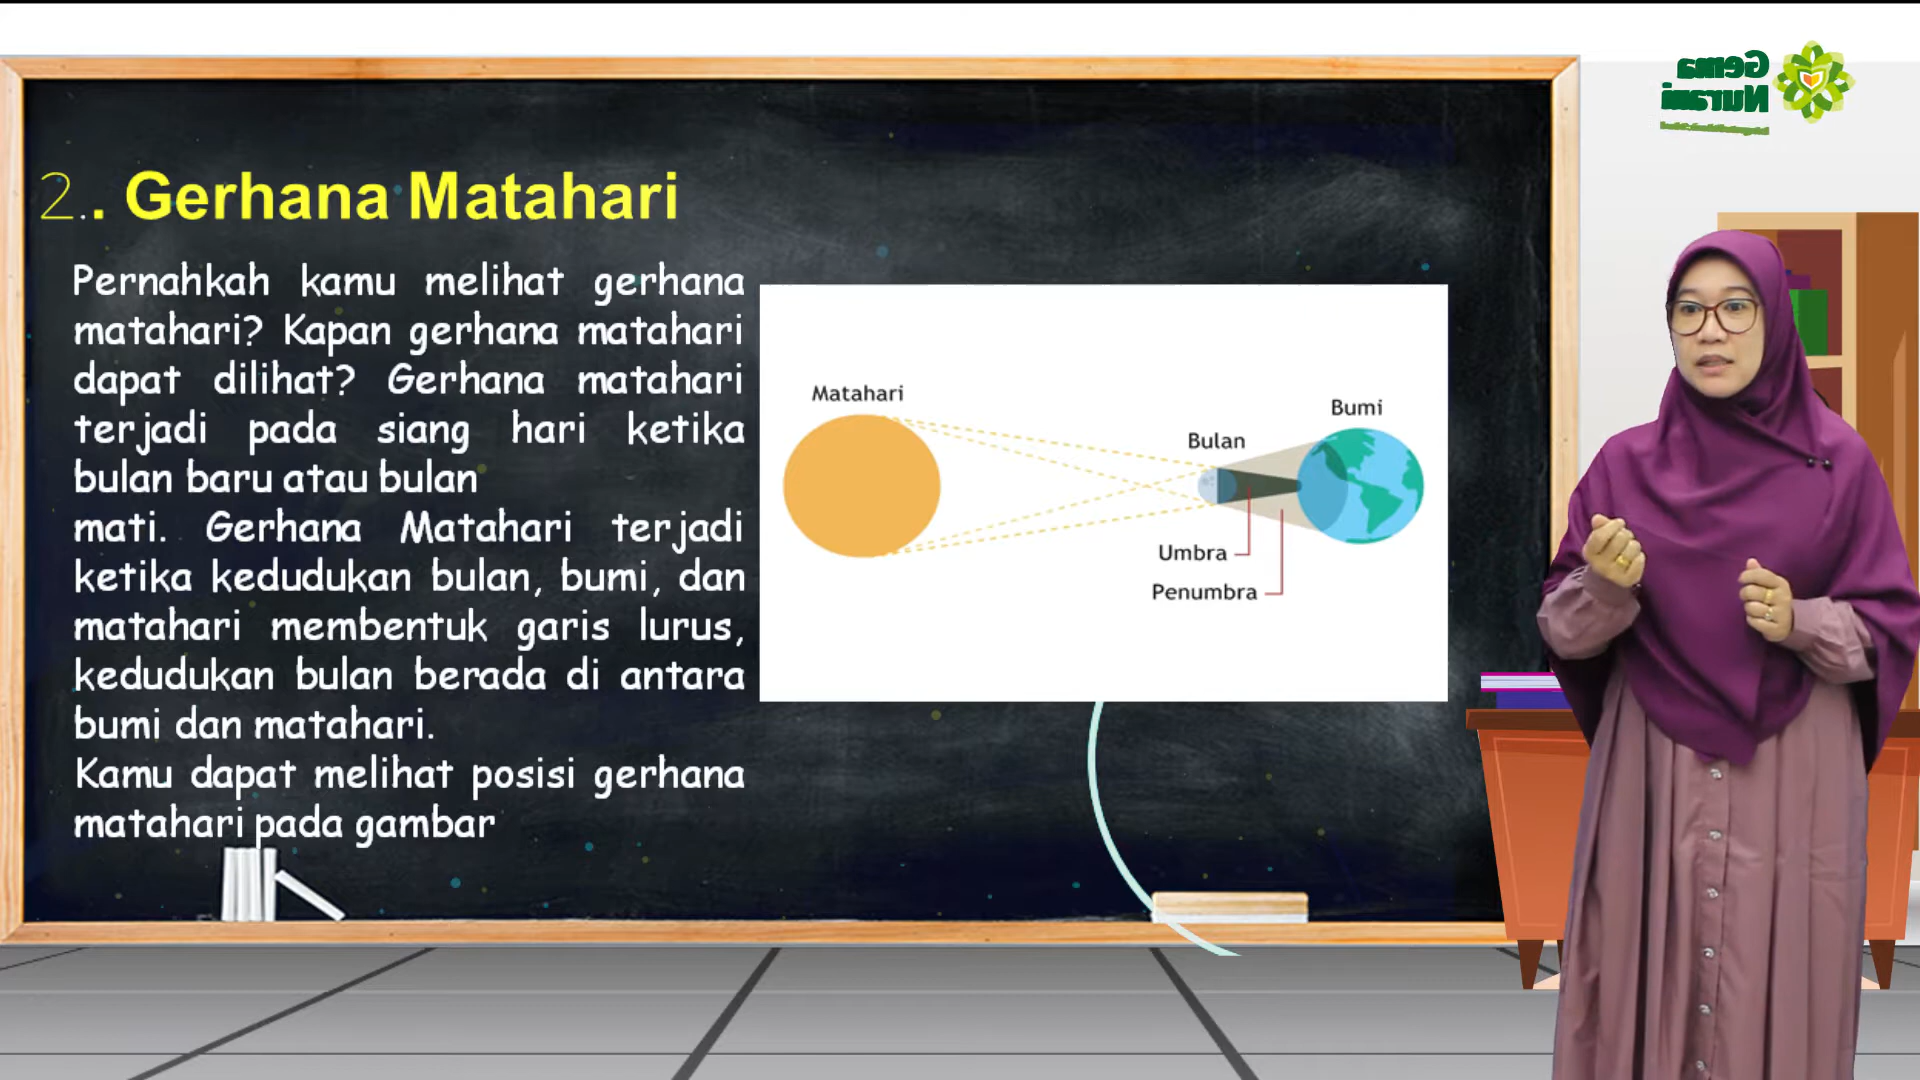 2.. Gerhana Matahari
Pernahkah kamu melihat gerhana
matahari? Kapan gerhana matahari
dapat dilihat? Gerhana matahari
terjadi pada siang hari ketika
bulan baru atau bulan
mati. Gerhana Matahari terjadi
ketika kedudukan bulan, bumi, dan
matahari membentuk garis lurus,
kedudukan bulan berada di antara
bumi dan matahari.
Kamu dapat melihat posisi gerhana
matahari pada gambar
Matahari
Bumi
Bulan
Umbra
Penumbra
Gema
Nurani